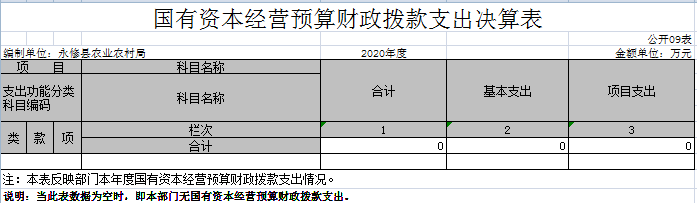 国有资本经营预算财政拨款支出决算表
公开09表
编制单位：永修县农业农村局 2020年度 金额单位：万元
项 目 科目名称 合计 基本支出 项目支出
支出功能分类
科目编码 科目名称
类 款 项 栏次 1 2 3
合计 0 0 0
注：本表反映部门本年度国有资本经营预算财政拨款支出情况。
说明：当此表数据为空时，即本部门无国有资本经营预算财政拨款支出。